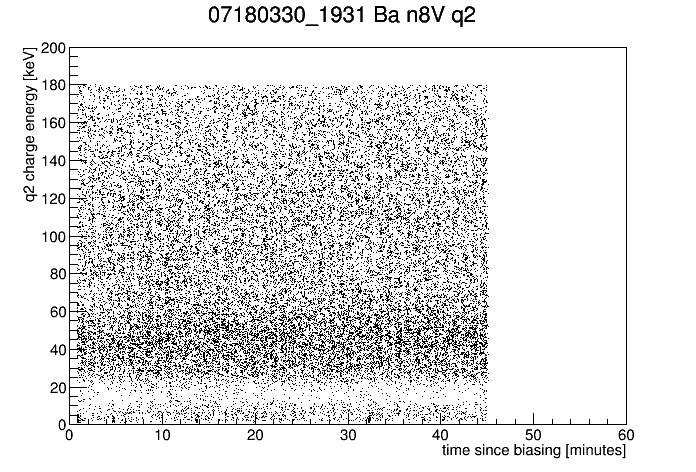 07180330_1931 Ba n8V q2
q2 charge energy [keV]
200
180
160
140
120
100
80
60
40
20
0
0 10 20 30 40 50 60
time since biasing [minutes]